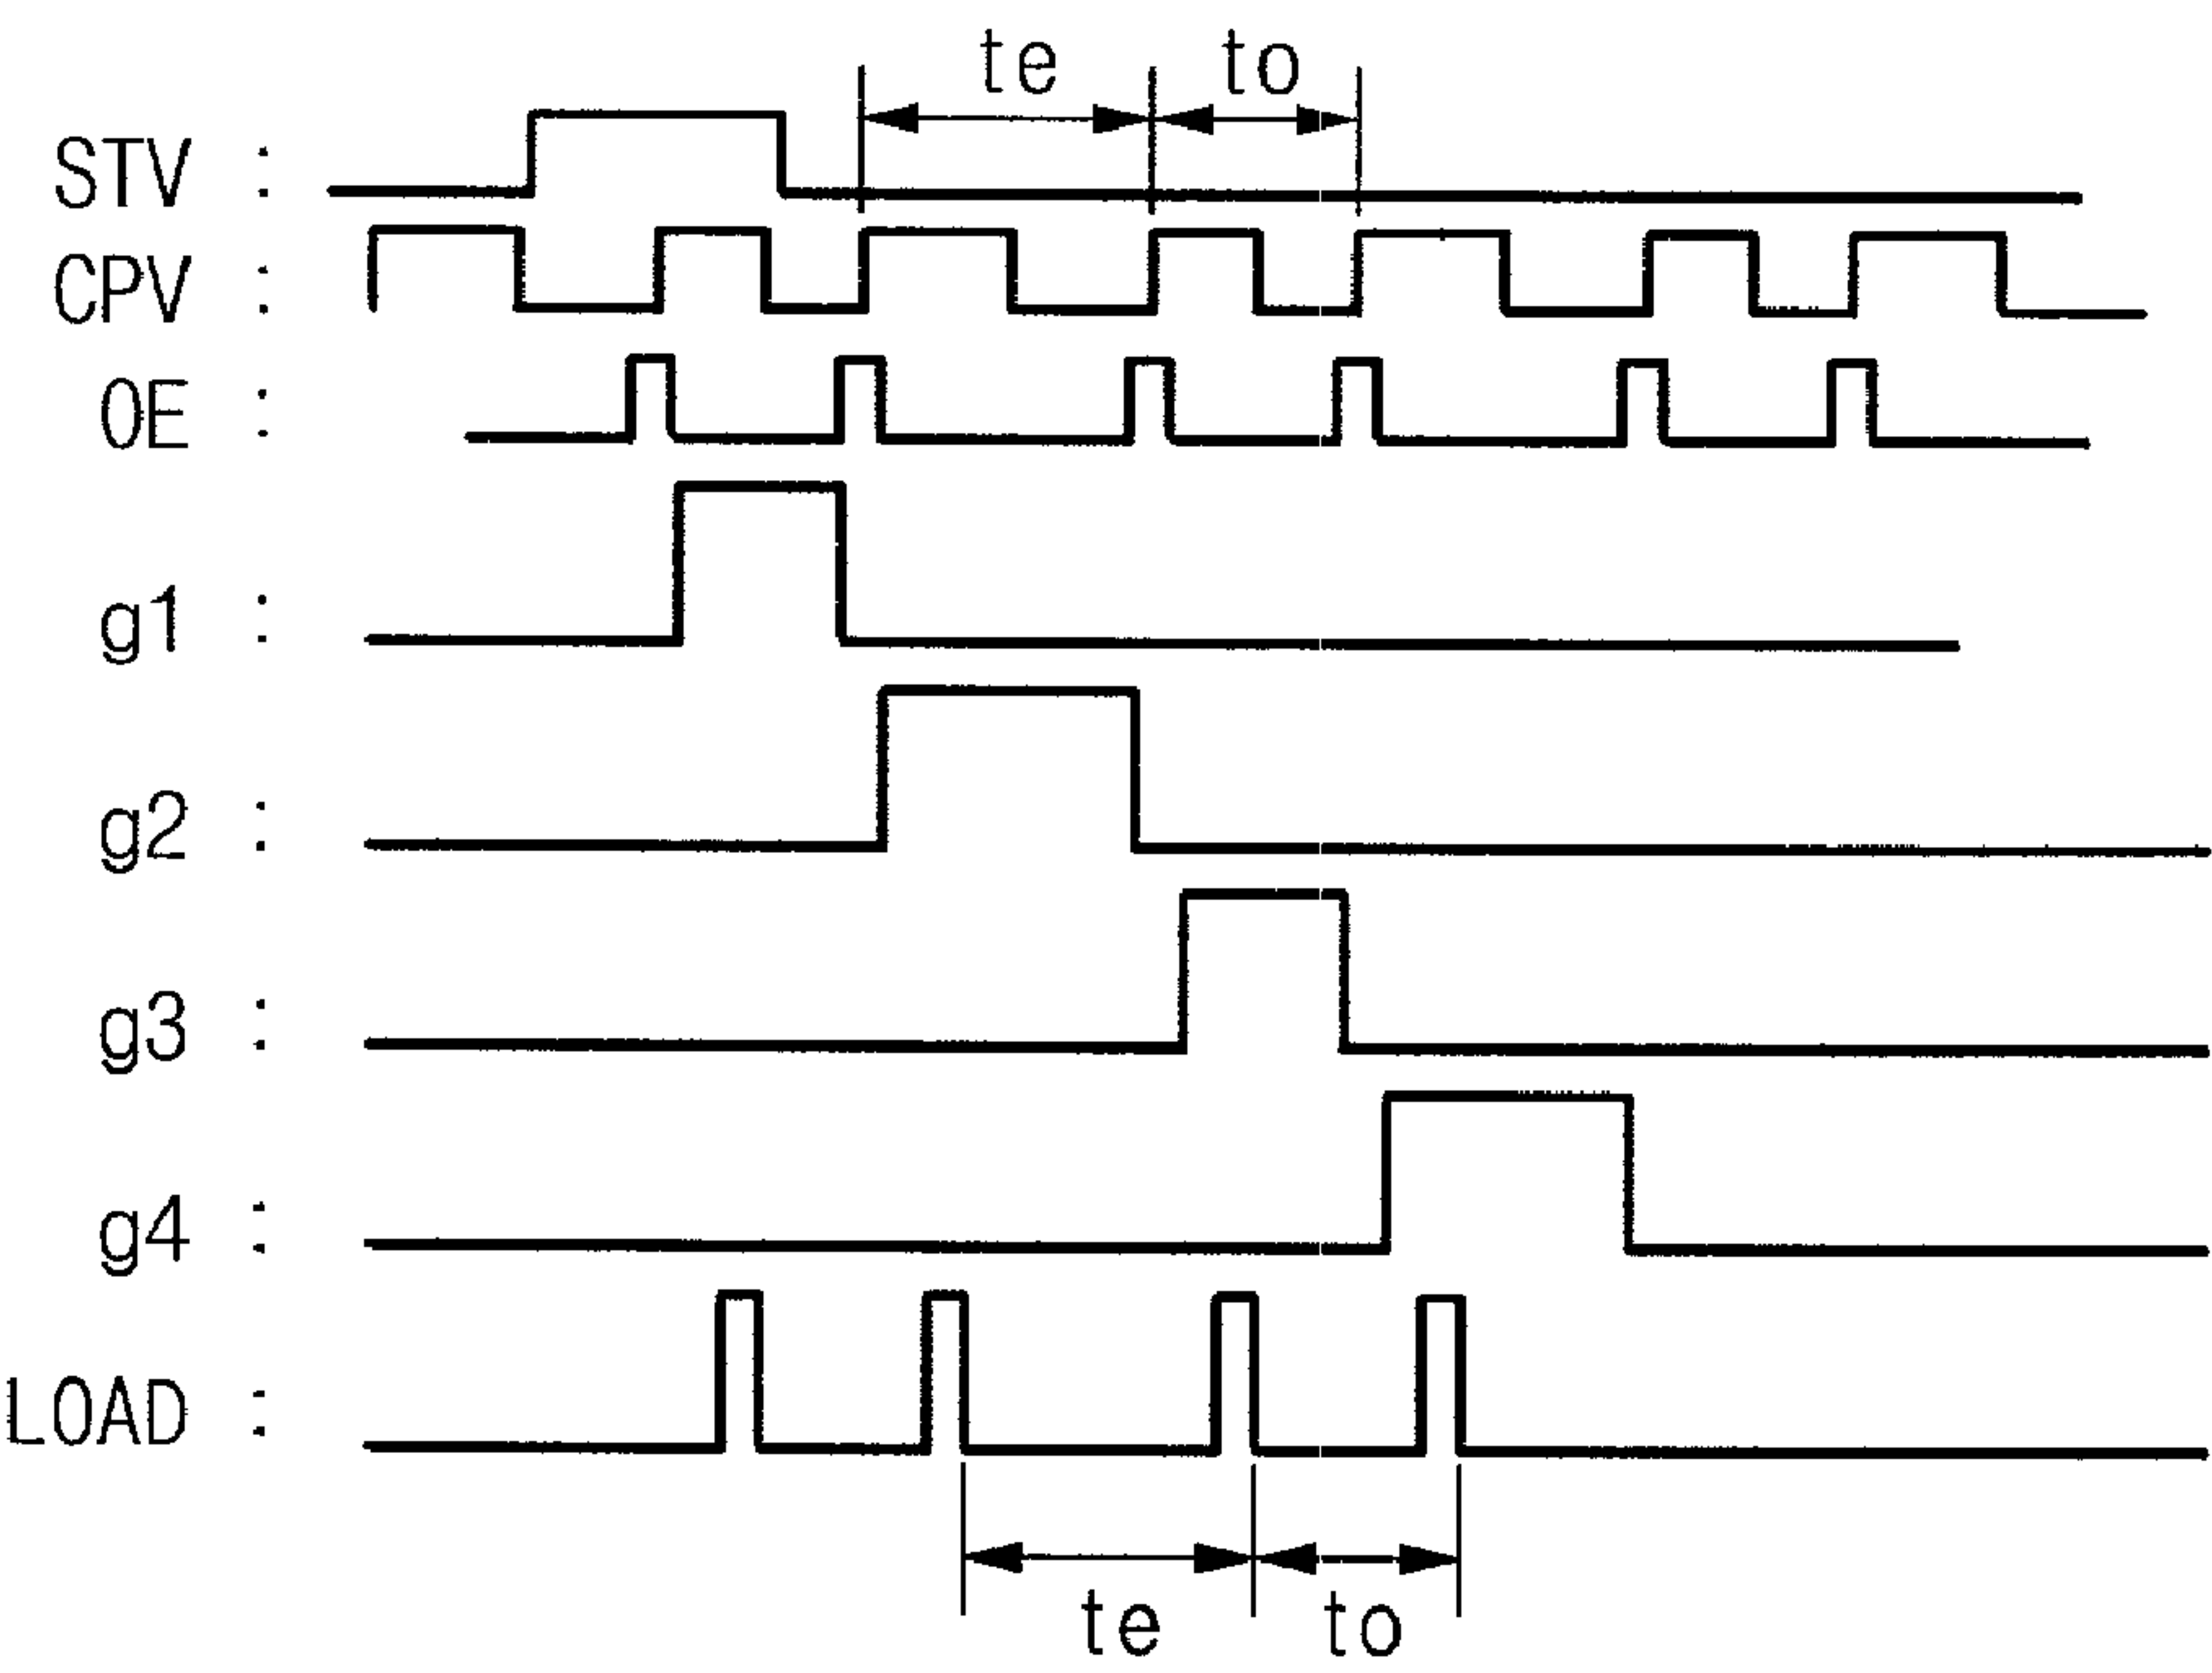 te to
STV :
CPV :
OE :
g1 :
g2 :
g3 :
g4 :
LOAD :
te to